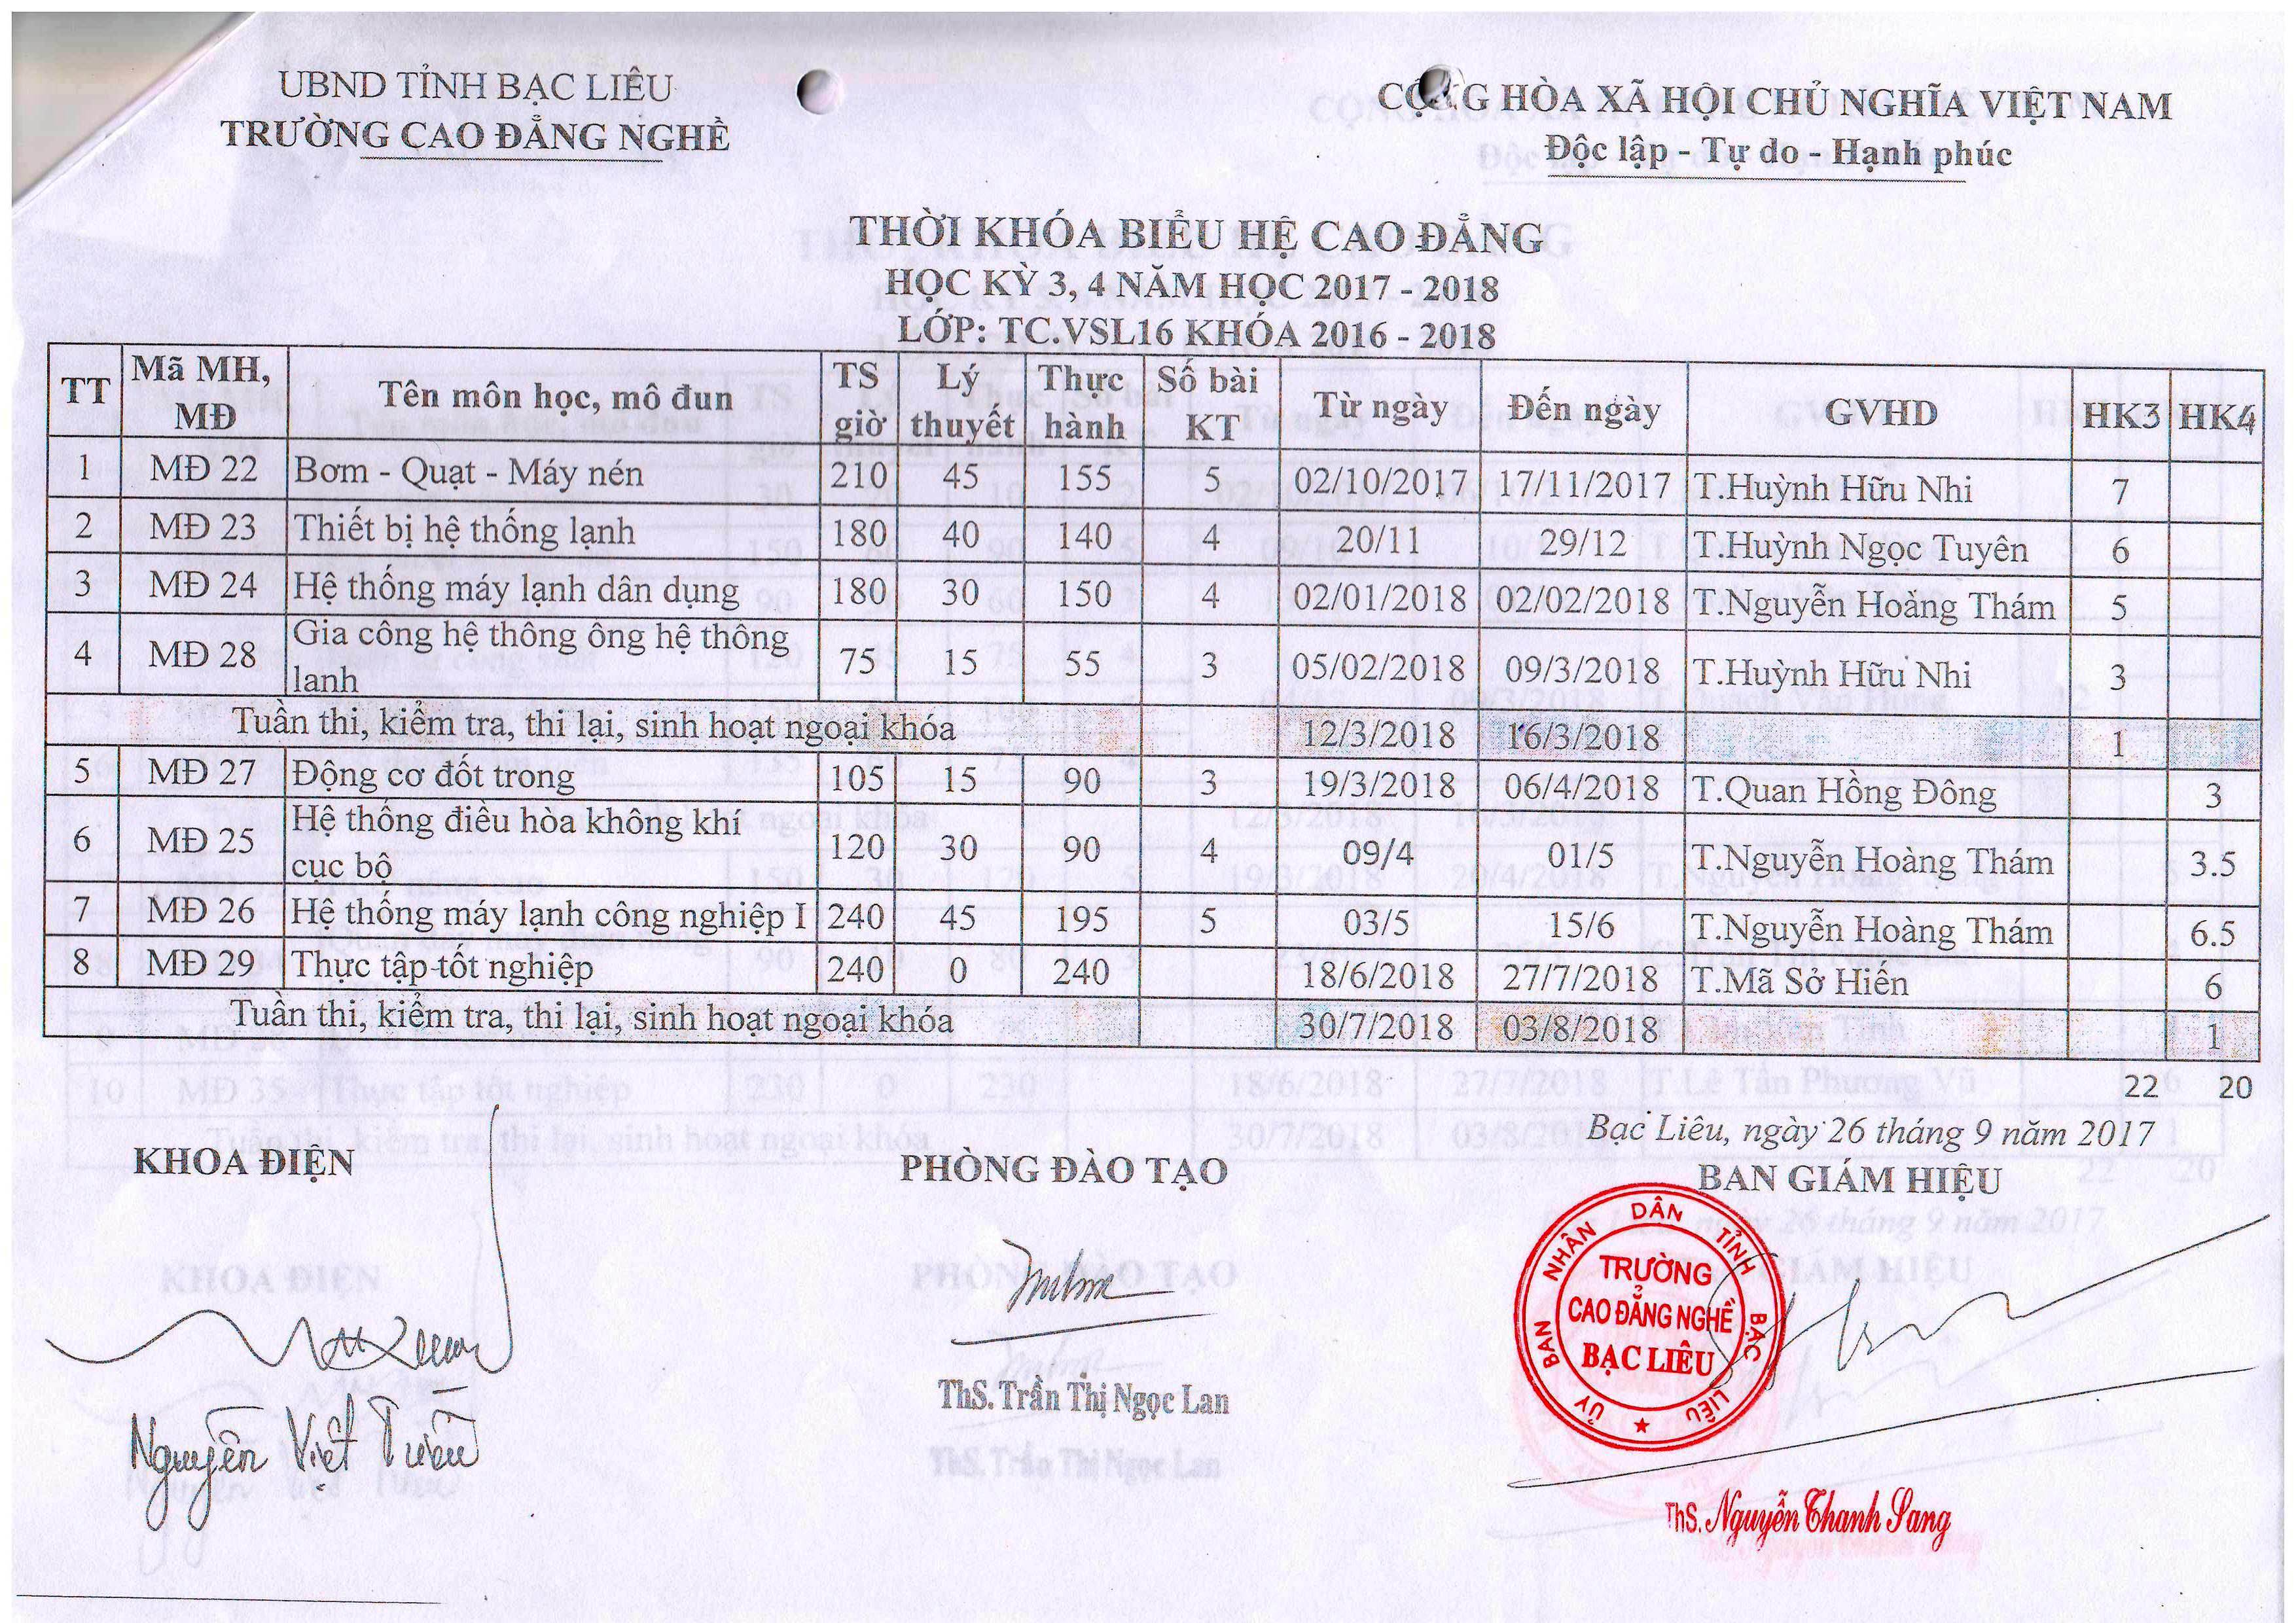 UBND TỈNH BẠC LIÊU
TRƯỜNG CAO ĐẲNG NGHỀ
CỘNG HÒA XÃ HỘI CHỦ NGHĨA VIỆT NAM
Độc lập - Tự do - Hạnh phúc
THỜI KHÓA BIỂU HỆ CAO ĐẲNG
HỌC KỲ 3, 4 NĂM HỌC 2017 - 2018
LỚP: TC.VSL16 KHÓA 2016 - 2018
TT Mã MH, MĐ Tên môn học, mô đun TS giờ Lý thuyết Thực hành Số bài KT Từ ngày Đến ngày GVHD HK3 HK4
1 MĐ 22 Bơm - Quạt - Máy nén 210 45 155 5 02/10/2017 17/11/2017 T.Huỳnh Hữu Nhi 7
2 MĐ 23 Thiết bị hệ thống lạnh 180 40 140 4 20/11 29/12 T.Huỳnh Ngọc Tuyên 6
3 MĐ 24 Hệ thống máy lạnh dân dụng 180 30 150 4 02/01/2018 02/02/2018 T.Nguyễn Hoàng Thám 5
4 MĐ 28 Gia công hệ thông ông hệ thông lanh 75 15 55 3 05/02/2018 09/3/2018 T.Huỳnh Hữu Nhi 3
Tuần thi, kiểm tra, thi lại, sinh hoạt ngoại khóa 12/3/2018 16/3/2018 1
5 MĐ 27 Động cơ đốt trong 105 15 90 3 19/3/2018 06/4/2018 T.Quan Hồng Đông 3
6 MĐ 25 Hệ thông điều hòa không khí cục bộ 120 30 90 4 09/4 01/5 T.Nguyễn Hoàng Thám 3.5
7 MĐ 26 Hệ thống máy lạnh công nghiệp I 240 45 195 5 03/5 15/6 T.Nguyễn Hoàng Thám 6.5
8 MĐ 29 Thực tập tốt nghiệp 240 0 240 18/6/2018 27/7/2018 T.Mã Sở Hiến 6
Tuần thi, kiểm tra, thi lại, sinh hoạt ngoại khóa 30/7/2018 03/8/2018 1
22 20
Bạc Liêu, ngày 26 tháng 9 năm 2017
KHOA ĐIỆN
PHÒNG ĐÀO TẠO
BAN GIÁM HIỆU
ỦY BAN NHÂN DÂN TỈNH BẠC LIÊU
TRƯỜNG
CAO ĐẲNG NGHỀ
BẠC LIÊU
Nguyễn Việt
ThS. Trần Thị Ngọc Lan
ThS. Nguyễn Thanh Sang